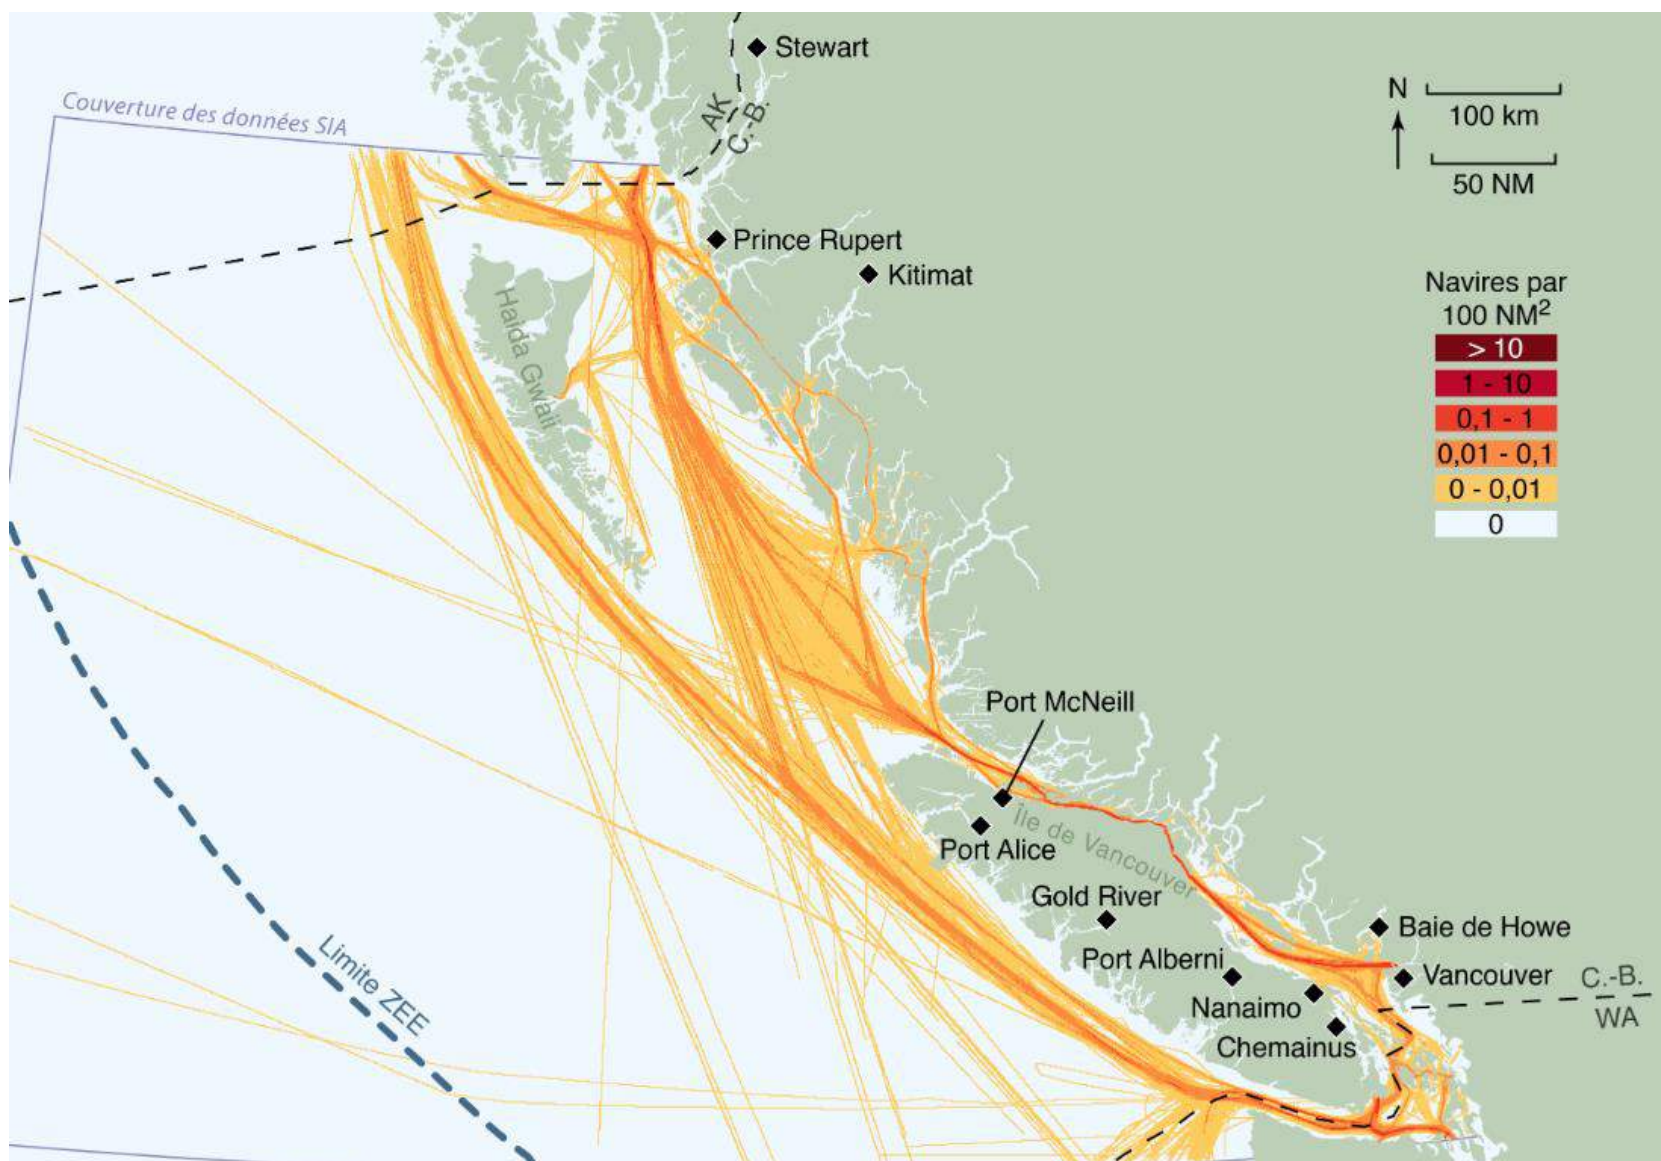 Stewart
Couverture des données SIA
AK
C.-B.
N
100 km
50 NM
Prince Rupert
Kitimat
Haida Gwaii
Navires par
100 NM²
> 10
1 - 10
0,1 - 1
0,01 - 0,1
0 - 0,01
0
Port McNeill
Île de Vancouver
Port Alice
Gold River
Baie de Howe
Port Alberni
Vancouver
C.-B.
WA
Nanaimo
Chemainus
Limite ZEE